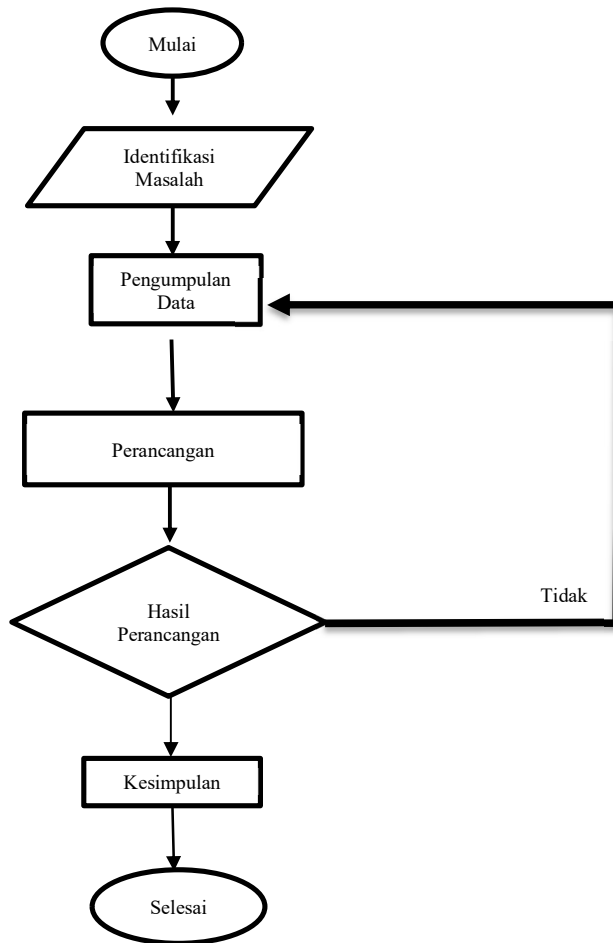 Mulai
Identifikasi
Masalah
Pengumpulan
Data
Perancangan
Hasil
Perancangan
Tidak
Kesimpulan
Selesai